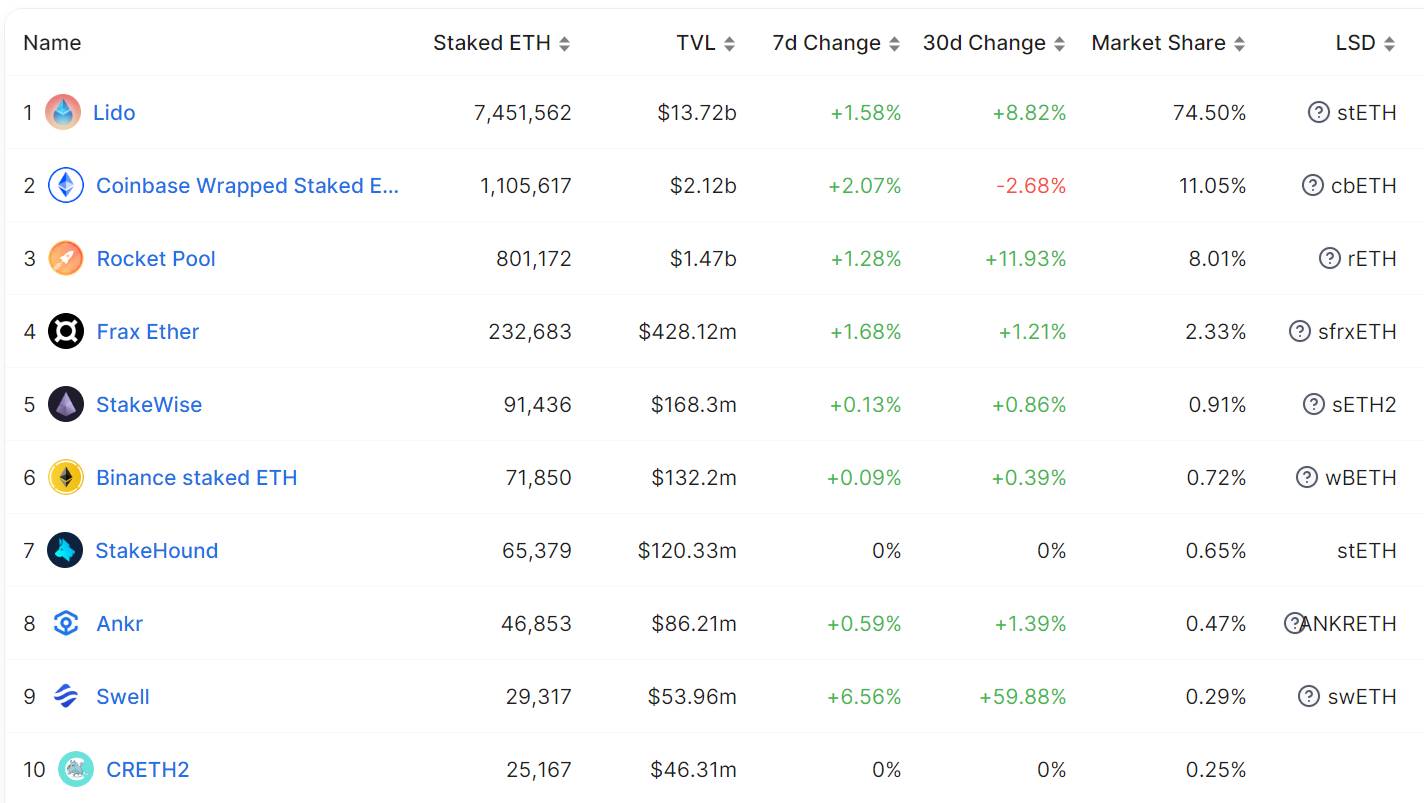 Name Staked ETH TVL 7d Change 30d Change Market Share LSD
1 Lido 7,451,562 $13.72b +1.58% +8.82% 74.50% ? stETH
2 Coinbase Wrapped Staked E... 1,105,617 $2.12b +2.07% -2.68% 11.05% ? cbETH
3 Rocket Pool 801,172 $1.47b +1.28% +11.93% 8.01% ? rETH
4 Frax Ether 232,683 $428.12m +1.68% +1.21% 2.33% ? sfrxETH
5 StakeWise 91,436 $168.3m +0.13% +0.86% 0.91% ? sETH2
6 Binance staked ETH 71,850 $132.2m +0.09% +0.39% 0.72% ? wBETH
7 StakeHound 65,379 $120.33m 0% 0% 0.65% stETH
8 Ankr 46,853 $86.21m +0.59% +1.39% 0.47% ? ANKRETH
9 Swell 29,317 $53.96m +6.56% +59.88% 0.29% ? swETH
10 CRETH2 25,167 $46.31m 0% 0% 0.25%